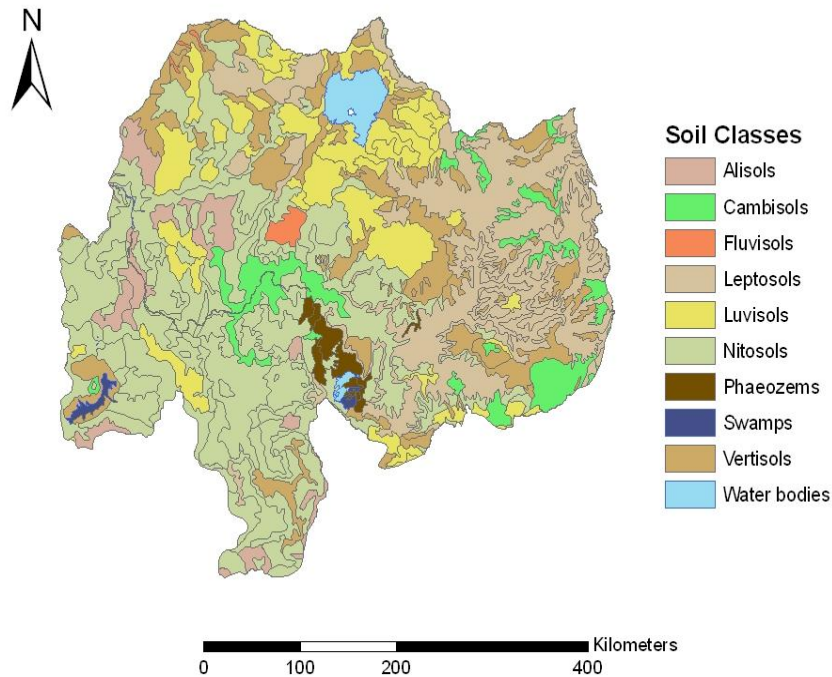 N
Soil Classes
Alisols
Cambisols
Fluvisols
Leptosols
Luvisols
Nitosols
Phaeozems
Swamps
Vertisols
Water bodies
Kilometers
0 100 200 400